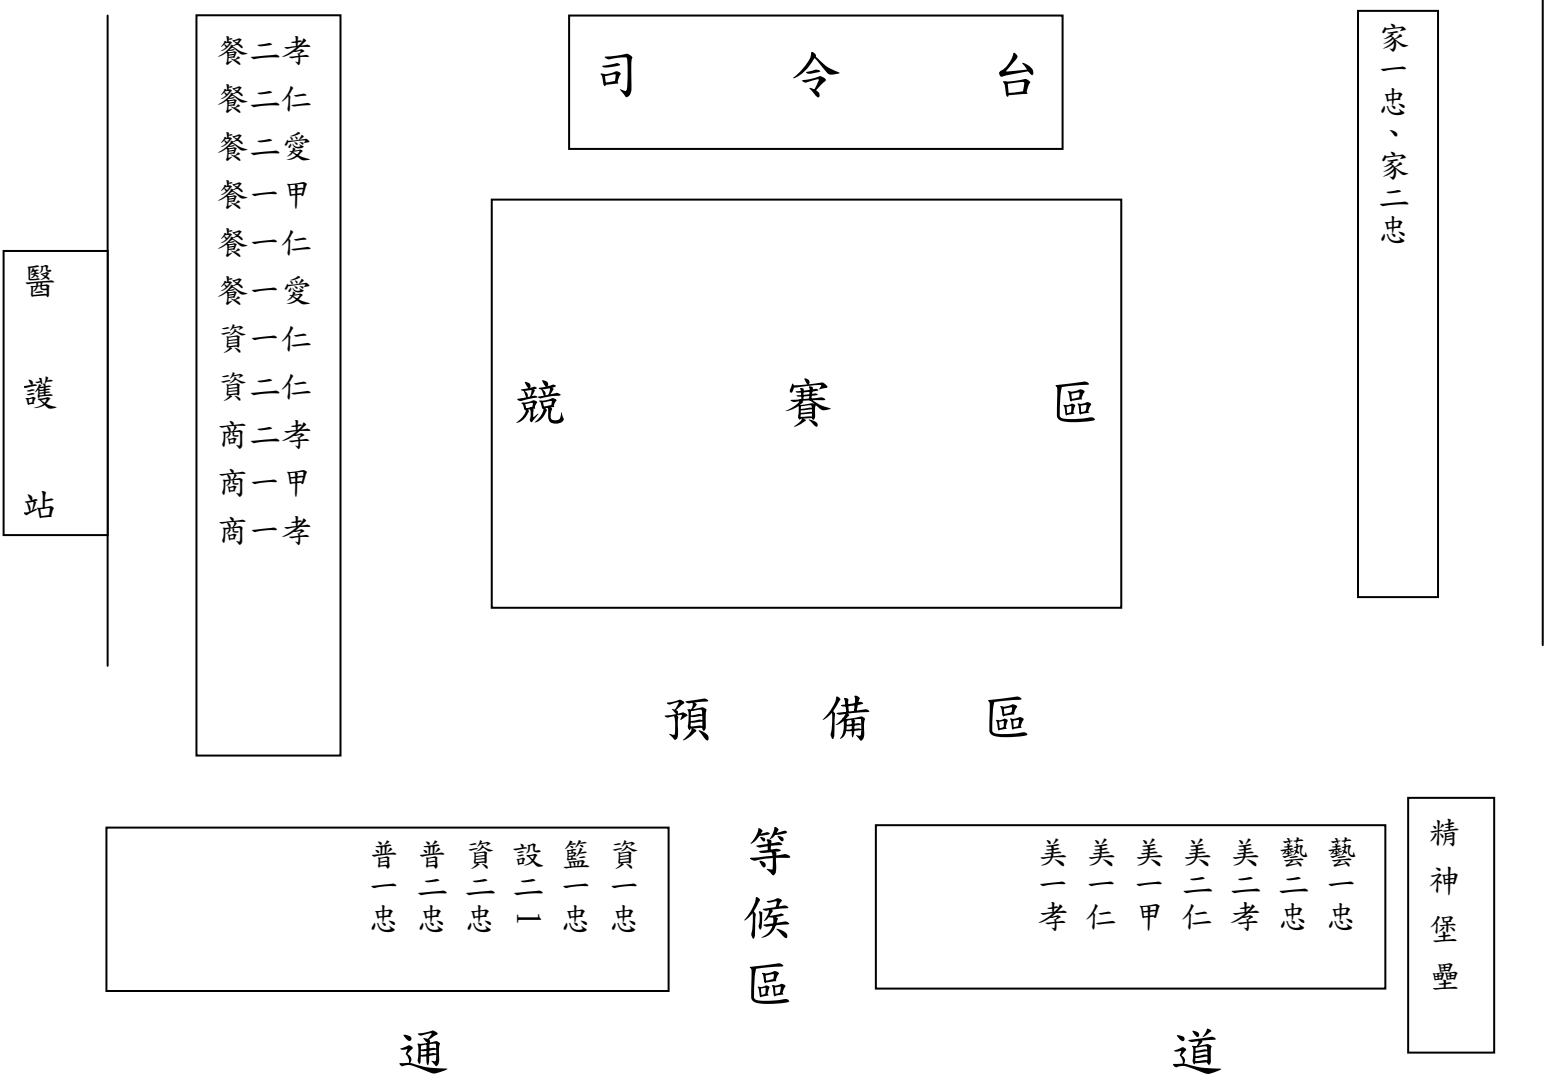 司令台
餐二孝
餐二仁
餐二愛
餐一甲
餐一仁
餐一愛
資一仁
資二仁
商二孝
商一甲
商一孝
家一忠、家二忠
醫護站
競賽區
預備區
資一忠
籃一忠
設二1
資二忠
普二忠
普一忠
等候區
藝一忠
藝二忠
美二孝
美二仁
美一甲
美一仁
美一孝
精神堡壘
通道